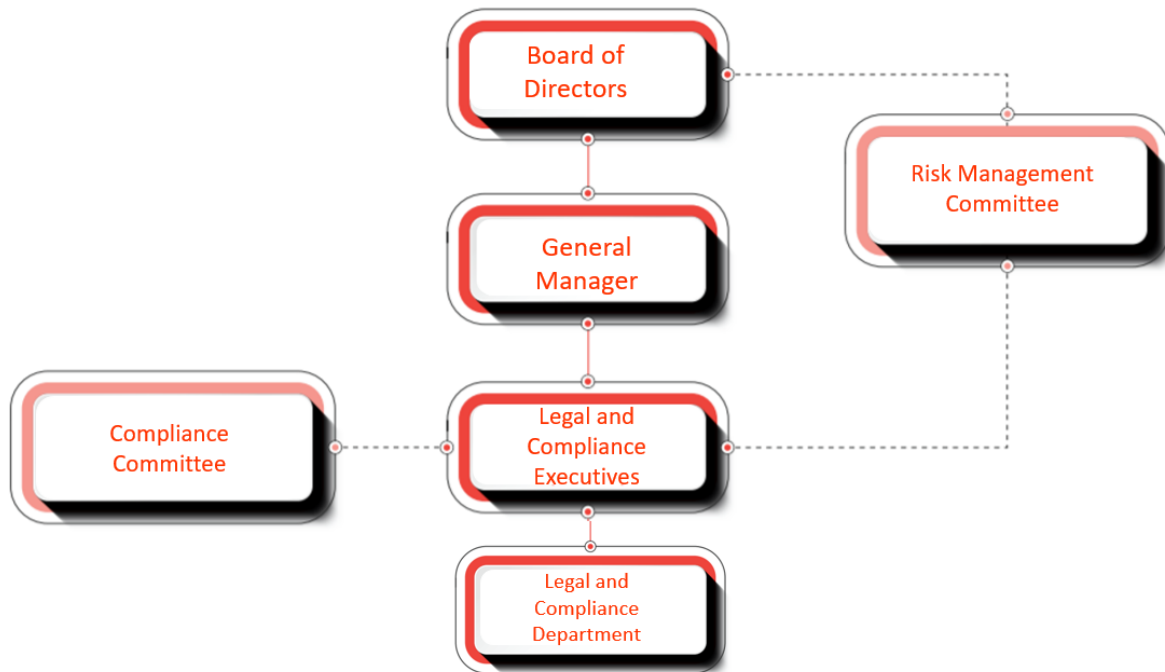 Board of
Directors
Risk Management
Committee
General
Manager
Compliance
Committee
Legal and
Compliance
Executives
Legal and
Compliance
Department